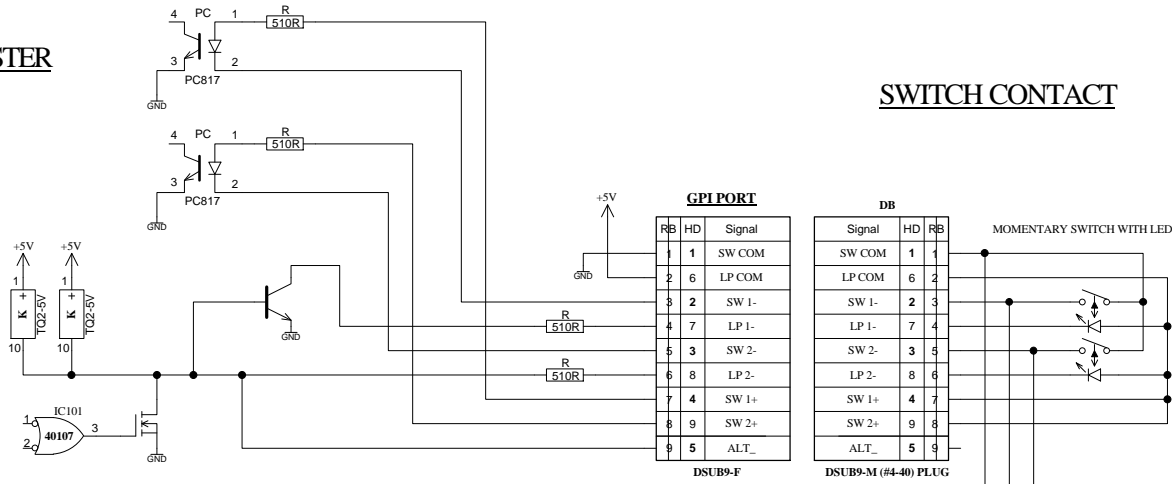 4 PC 1 R
510R
3 2
PC817
GND
STER
SWITCH CONTACT
4 PC 1 R
510R
3 2
PC817
GND
+5V
GPI PORT
DB
RB HD Signal
Signal HD RB
MOMENTARY SWITCH WITH LED
1 1 SW COM
SW COM 1 1
GND
2 6 LP COM
LP COM 6 2
3 2 SW 1-
SW 1- 2 3
4 7 LP 1-
LP 1- 7 4
5 3 SW 2-
SW 2- 3 5
6 8 LP 2-
LP 2- 8 6
7 4 SW 1+
SW 1+ 4 7
8 9 SW 2+
SW 2+ 9 8
9 5 ALT_
ALT_ 5 9
DSUB9-F
DSUB9-M (#4-40) PLUG
+5V +5V
1 1
K + TQ2-5V
K + TQ2-5V
10 10
GND
R
510R
R
510R
IC101
1
2
40107
3
GND